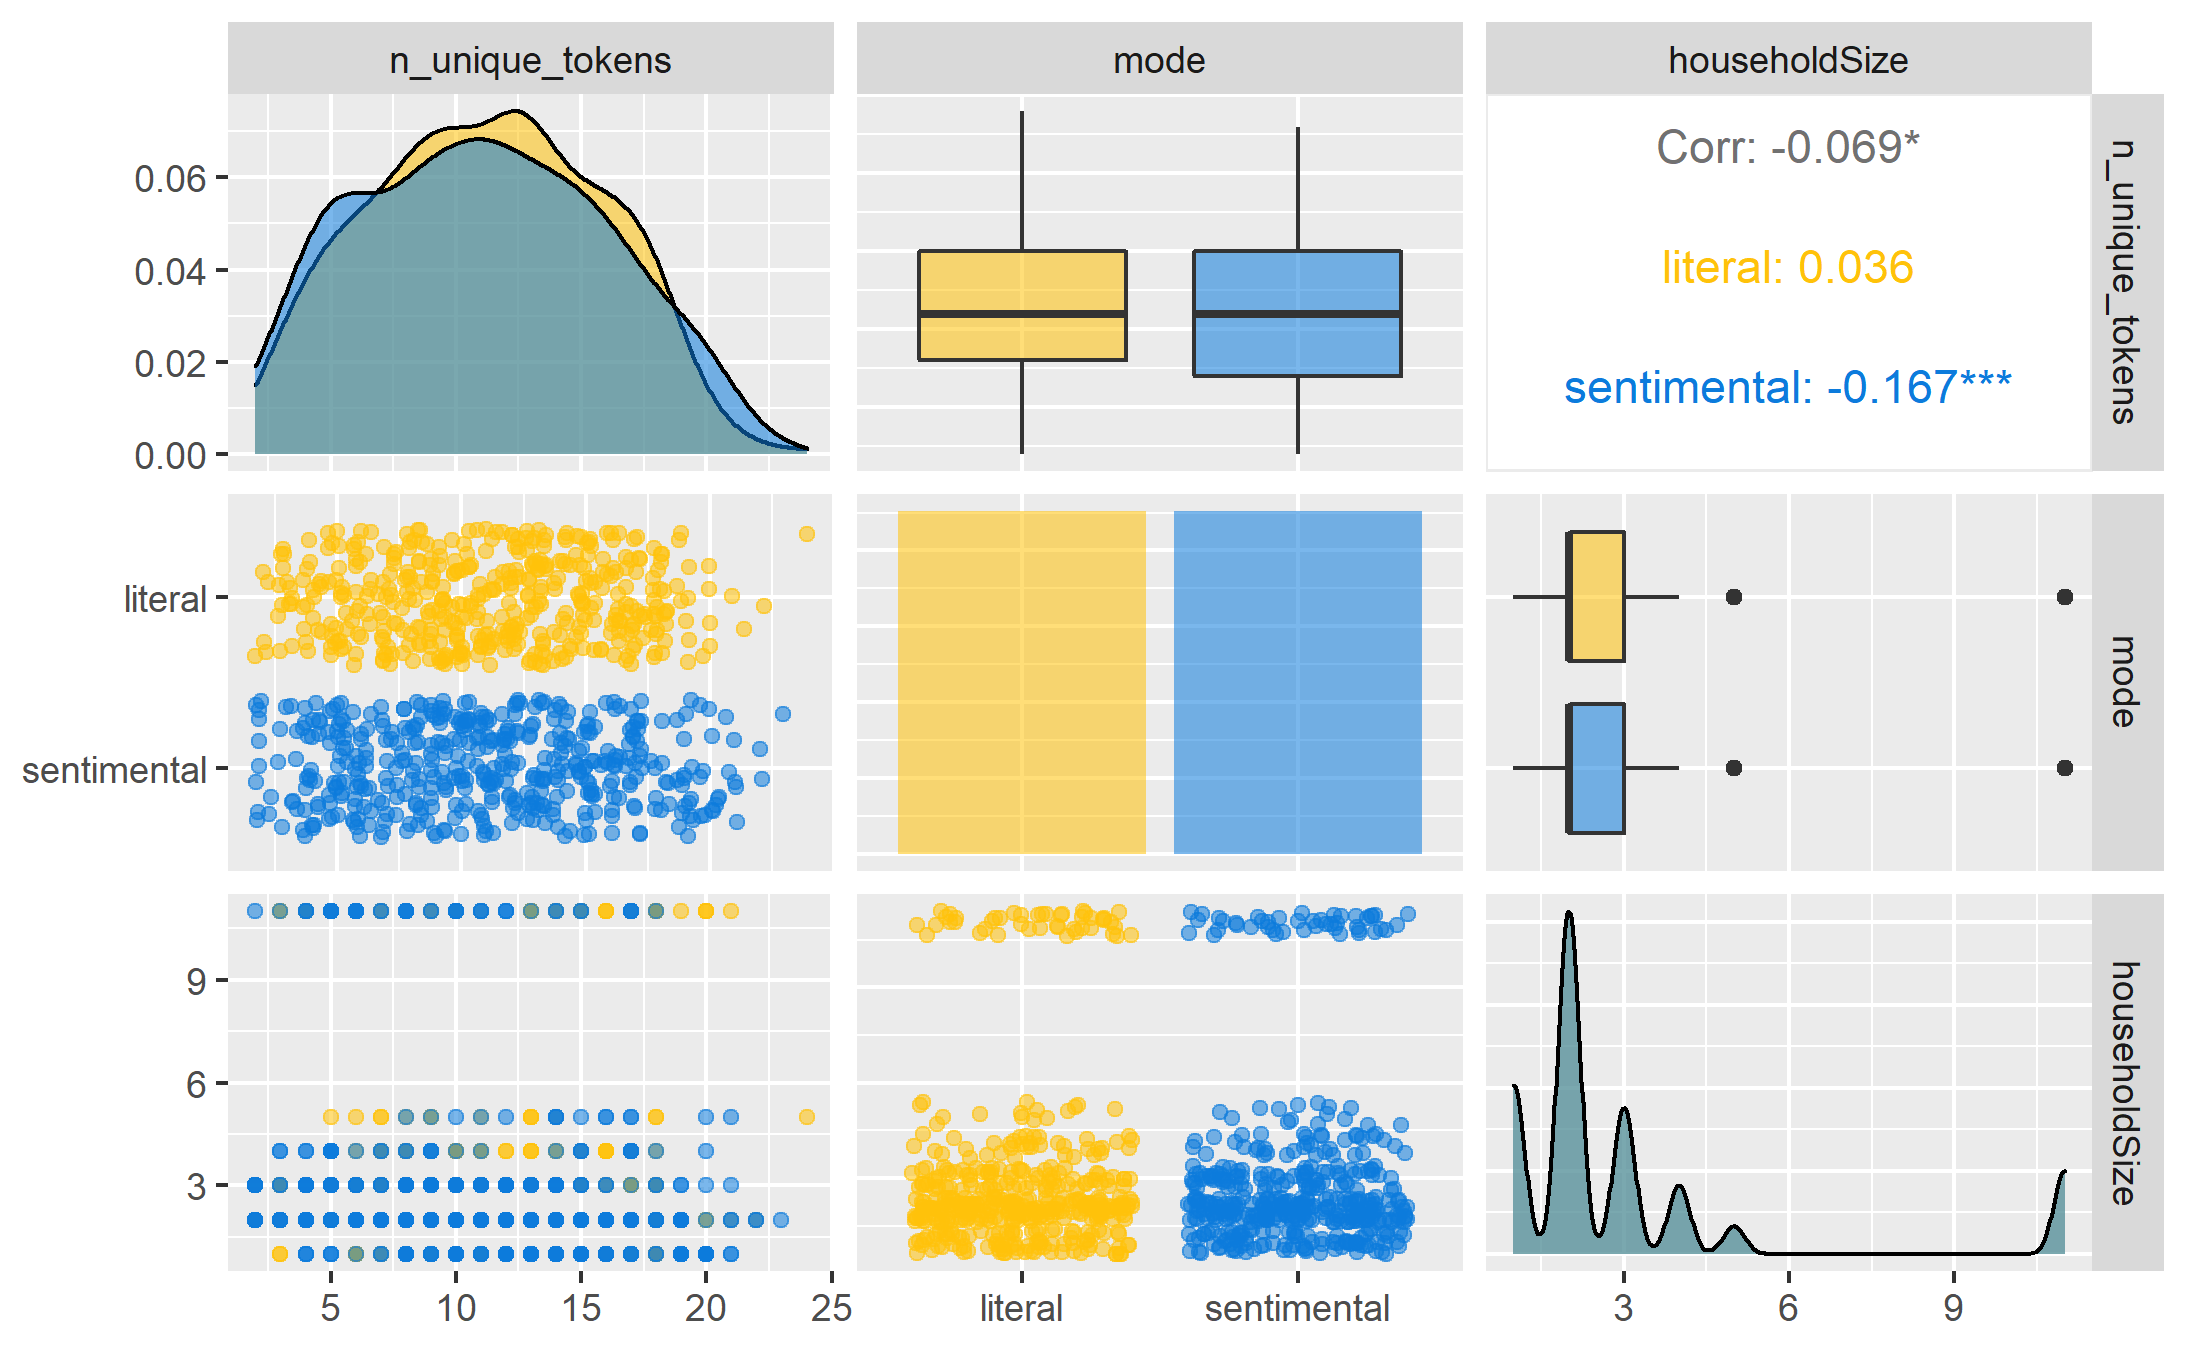 n_unique_tokens
mode
householdSize
0.06
0.04
0.02
0.00
Corr: -0.069*
literal: 0.036
sentimental: -0.167***
n_unique_tokens
literal
sentimental
mode
9
6
3
householdSize
5
10
15
20
25
literal
sentimental
3
6
9